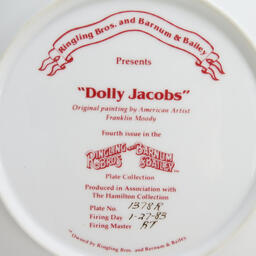 Ringling Bros. and Barnum & Bailey
Presents
"Dolly Jacobs"
Original painting by American Artist
Franklin Moody
Fourth issue in the
RINGLING AND BARNUM
BROS & BAILEY
Plate Collection
Produced in Association with
The Hamilton Collection
Plate No. 1378R
Firing Day 1-27-83
Firing Master RT
Owned by Ringling Bros. and Barnum & Bailey